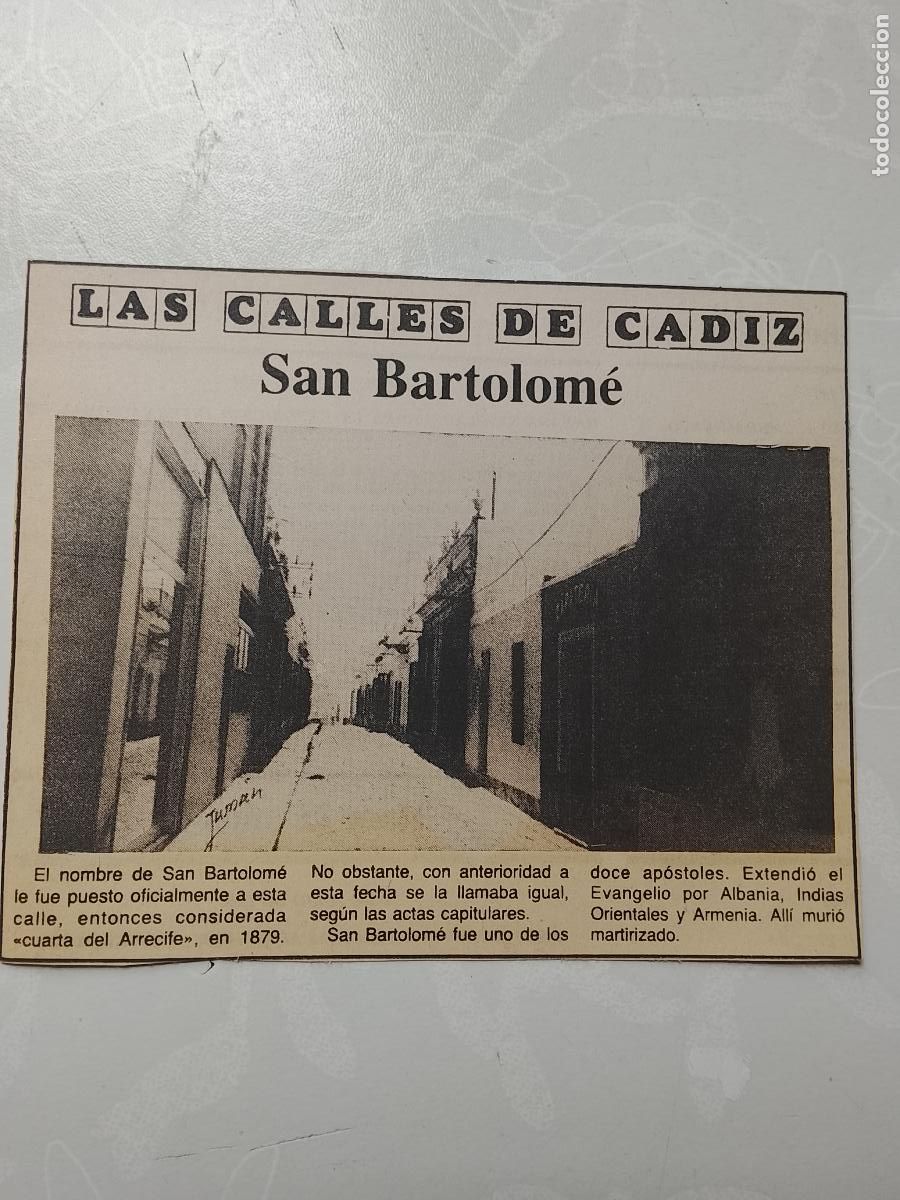 todocoleccion
LAS CALLES DE CADIZ
San Bartolomé
Jumán
El nombre de San Bartolomé
le fue puesto oficialmente a esta
calle, entonces considerada
«cuarta del Arrecife», en 1879.
No obstante, con anterioridad a
esta fecha se la llamaba igual,
según las actas capitulares.
San Bartolomé fue uno de los
doce apóstoles. Extendió el
Evangelio por Albania, Indias
Orientales y Armenia. Allí murió
martirizado.